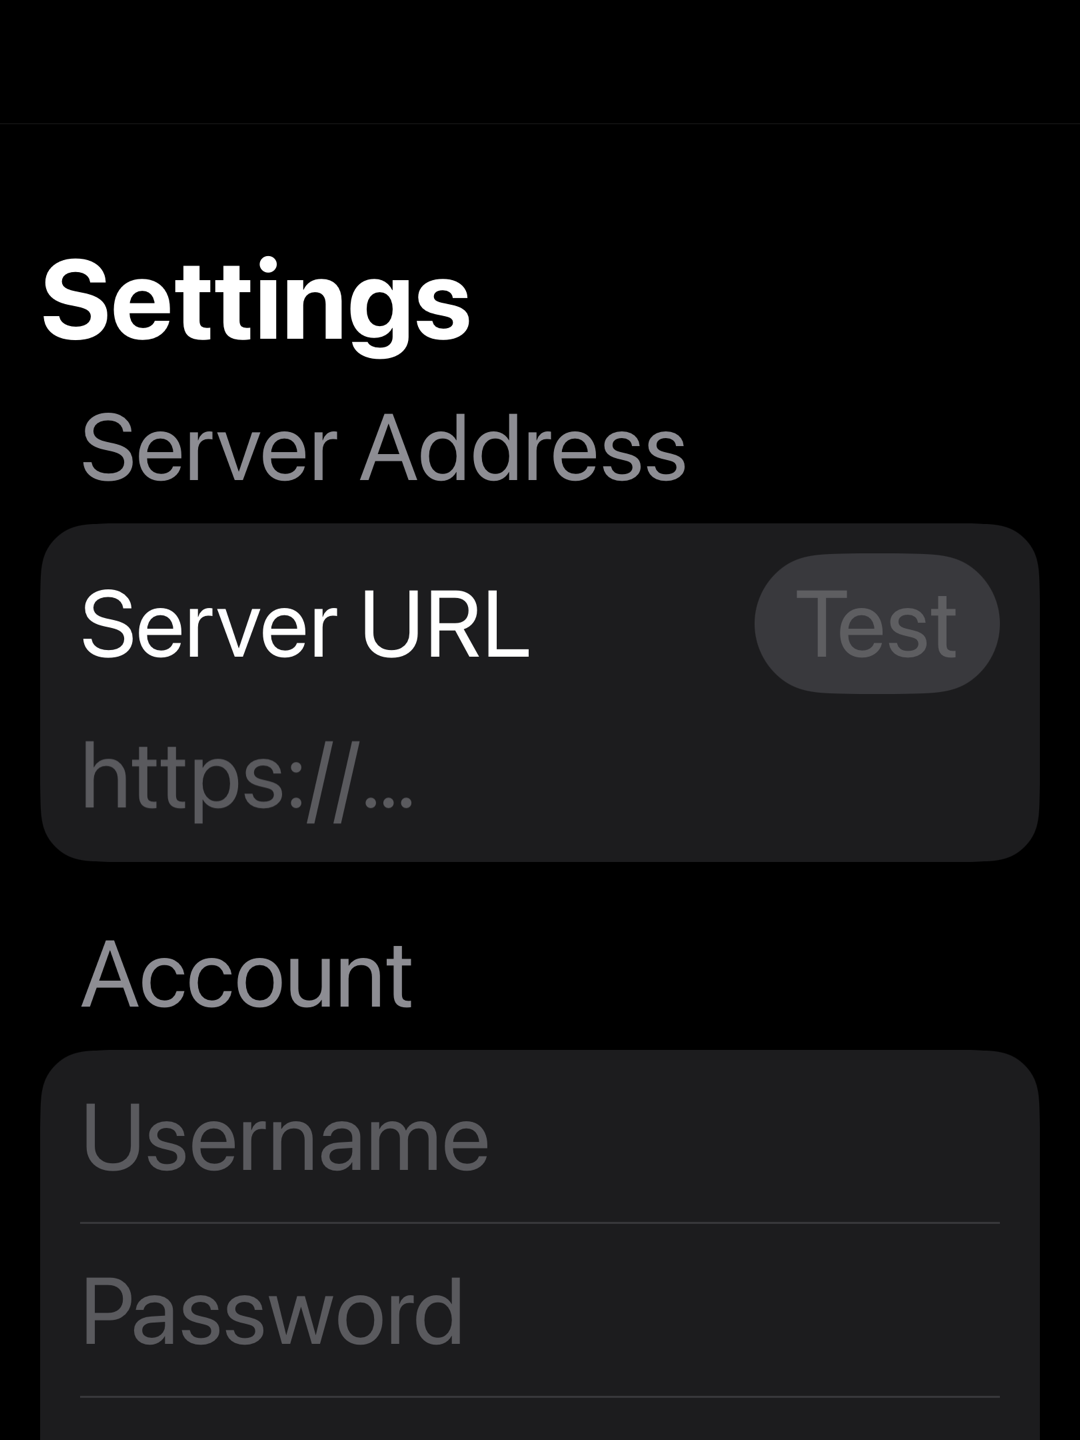 Settings
Server Address
Server URL
Test
https://...
Account
Username
Password